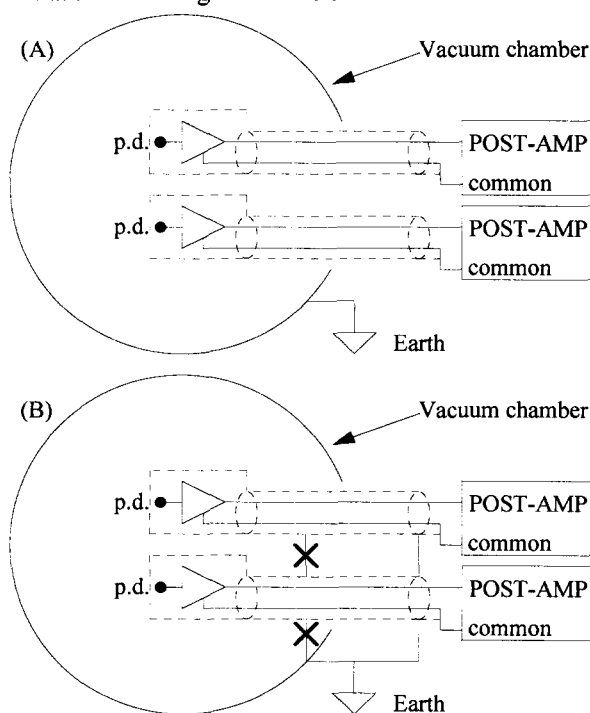 (A)
Vacuum chamber
p.d.
POST-AMP
common
p.d.
POST-AMP
common
Earth
(B)
Vacuum chamber
p.d.
POST-AMP
common
p.d.
POST-AMP
common
Earth